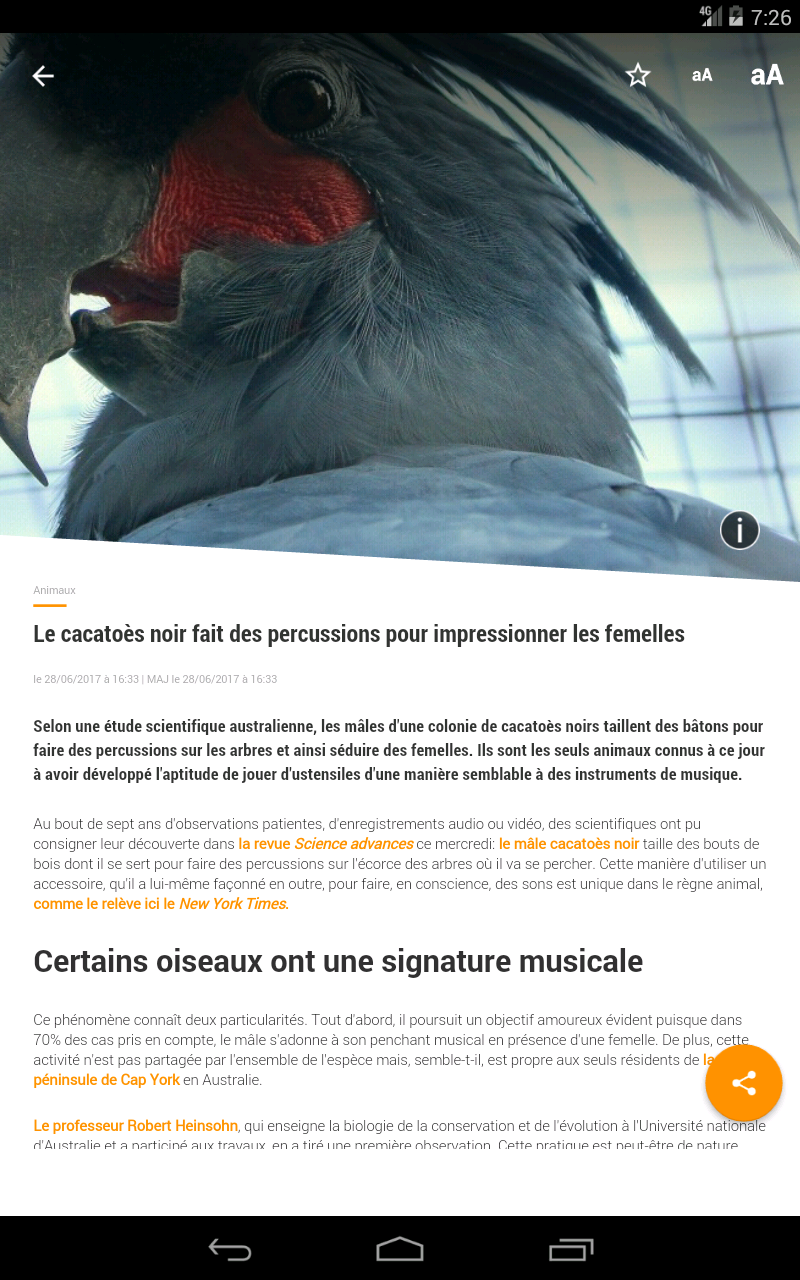 4G 7:26
aA aA
i
Animaux
Le cacatoès noir fait des percussions pour impressionner les femelles
le 28/06/2017 à 16:33 | MAJ le 28/06/2017 à 16:33
Selon une étude scientifique australienne, les mâles d'une colonie de cacatoès noirs taillent des bâtons pour
faire des percussions sur les arbres et ainsi séduire des femelles. Ils sont les seuls animaux connus à ce jour
à avoir développé l'aptitude de jouer d'ustensiles d'une manière semblable à des instruments de musique.
Au bout de sept ans d'observations patientes, d'enregistrements audio ou vidéo, des scientifiques ont pu
consigner leur découverte dans la revue Science advances ce mercredi: le mâle cacatoès noir taille des bouts de
bois dont il se sert pour faire des percussions sur l'écorce des arbres où il va se percher. Cette manière d'utiliser un
accessoire, qu'il a lui-même façonné en outre, pour faire, en conscience, des sons est unique dans le règne animal,
comme le relève ici le New York Times.
Certains oiseaux ont une signature musicale
Ce phénomène connaît deux particularités. Tout d'abord, il poursuit un objectif amoureux évident puisque dans
70% des cas pris en compte, le mâle s'adonne à son penchant musical en présence d'une femelle. De plus, cette
activité n'est pas partagée par l'ensemble de l'espèce mais, semble-t-il, est propre aux seuls résidents de la
péninsule de Cap York en Australie.
Le professeur Robert Heinsohn, qui enseigne la biologie de la conservation et de l'évolution à l'Université nationale
d'Australie et a participé aux travaux, en a tiré une première observation. Cette pratique est peut-être de nature